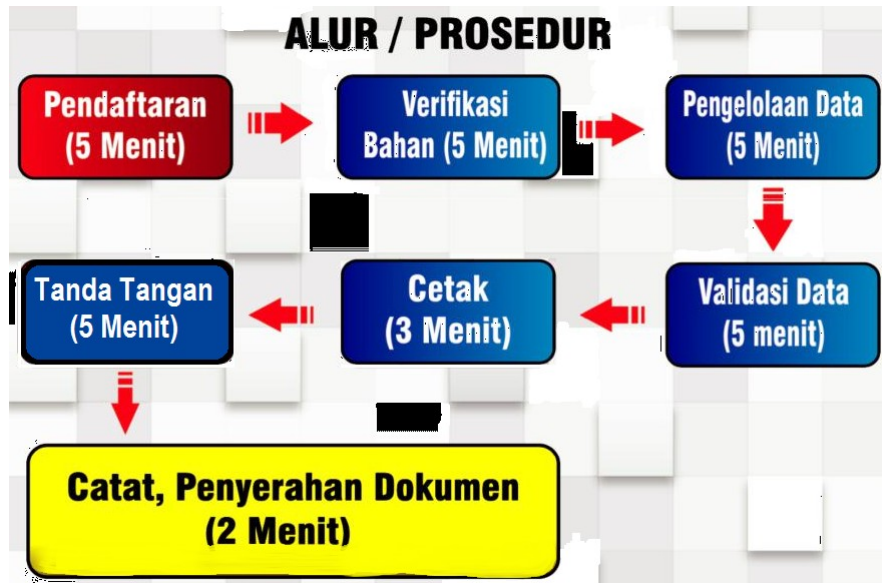 ALUR / PROSEDUR
Pendaftaran
(5 Menit)
Verifikasi
Bahan (5 Menit)
Pengelolaan Data
(5 Menit)
Validasi Data
(5 menit)
Cetak
(3 Menit)
Tanda Tangan
(5 Menit)
Catat, Penyerahan Dokumen
(2 Menit)